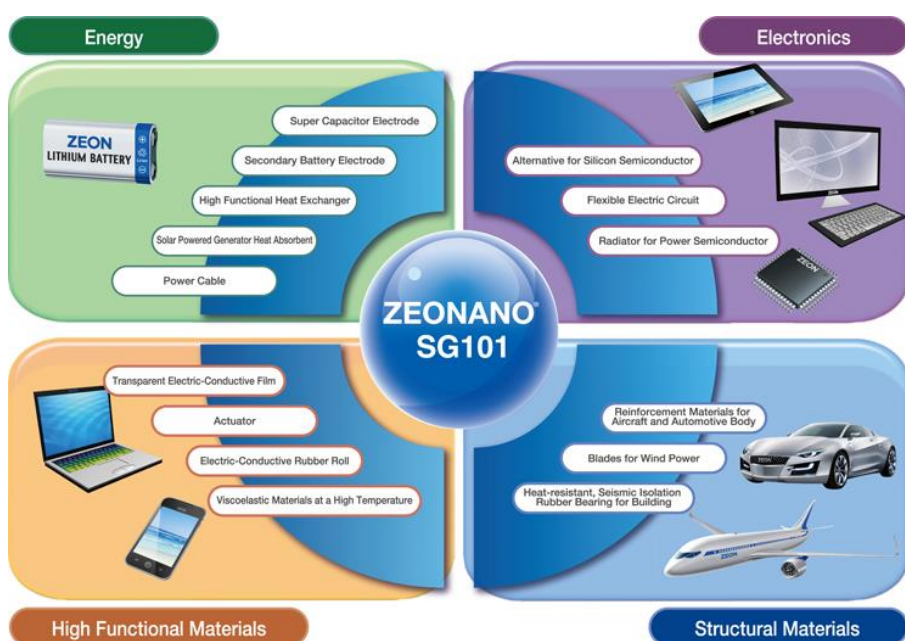 Energy
Electronics
ZEON
LITHIUM BATTERY
Super Capacitor Electrode
Secondary Battery Electrode
High Functional Heat Exchanger
Solar Powered Generator Heat Absorbent
Power Cable
Alternative for Silicon Semiconductor
Flexible Electric Circuit
Radiator for Power Semiconductor
ZEON
ZEON
ZEONANO®
SG101
Transparent Electric-Conductive Film
Actuator
Electric-Conductive Rubber Roll
Viscoelastic Materials at a High Temperature
Reinforcement Materials for
Aircraft and Automotive Body
Blades for Wind Power
Heat-resistant, Seismic Isolation
Rubber Bearing for Building
ZEON
ZEON
High Functional Materials
Structural Materials